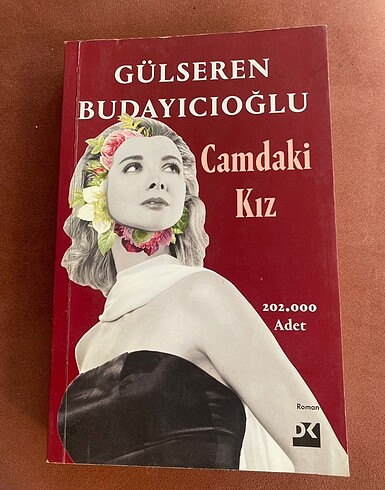 GÜLSEREN
BUDAYICIOĞLU
Camdaki
Kız
202.000
Adet
Roman
DK